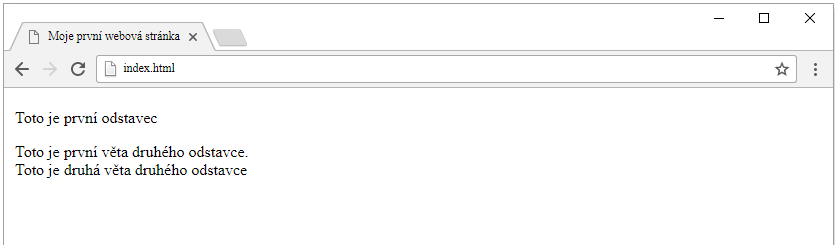 Moje první webová stránka
index.html
Toto je první odstavec
Toto je první věta druhého odstavce.
Toto je druhá věta druhého odstavce